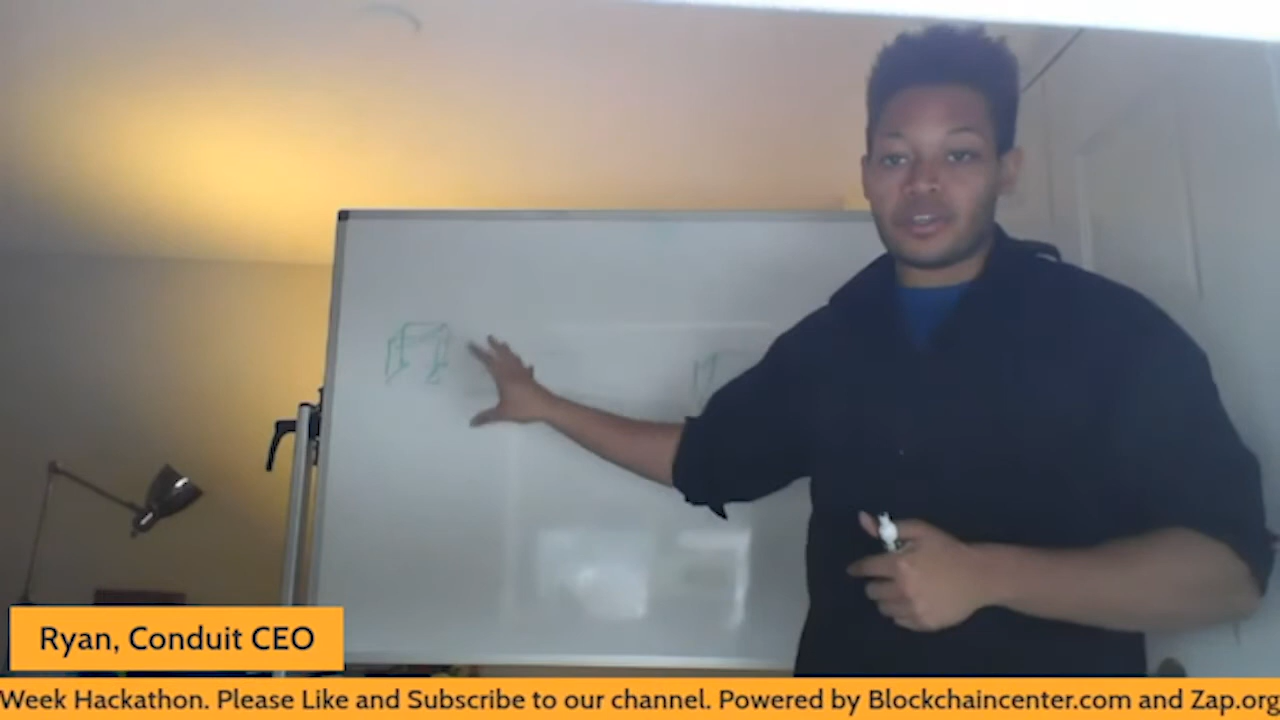 Ryan, Conduit CEO
Week Hackathon. Please Like and Subscribe to our channel. Powered by Blockchaincenter.com and Zap.org